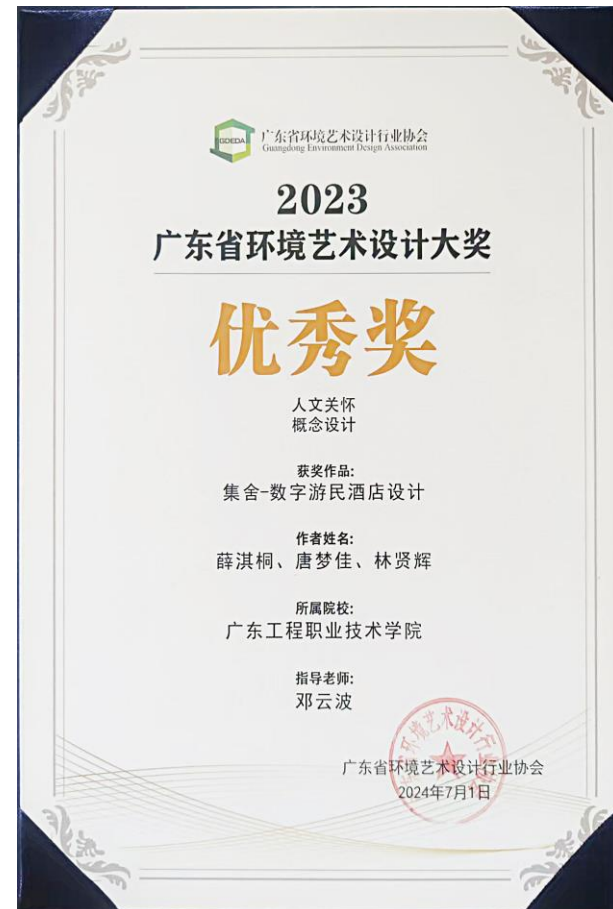 GDEDA
广东省环境艺术设计行业协会
Guangdong Environment Design Association
2023
广东省环境艺术设计大奖
优秀奖
人文关怀
概念设计
获奖作品:
集舍-数字游民酒店设计
作者姓名:
薛淇桐、唐梦佳、林贤辉
所属院校:
广东工程职业技术学院
指导老师:
邓云波
广东省环境艺术设计行业协会
2024年7月1日